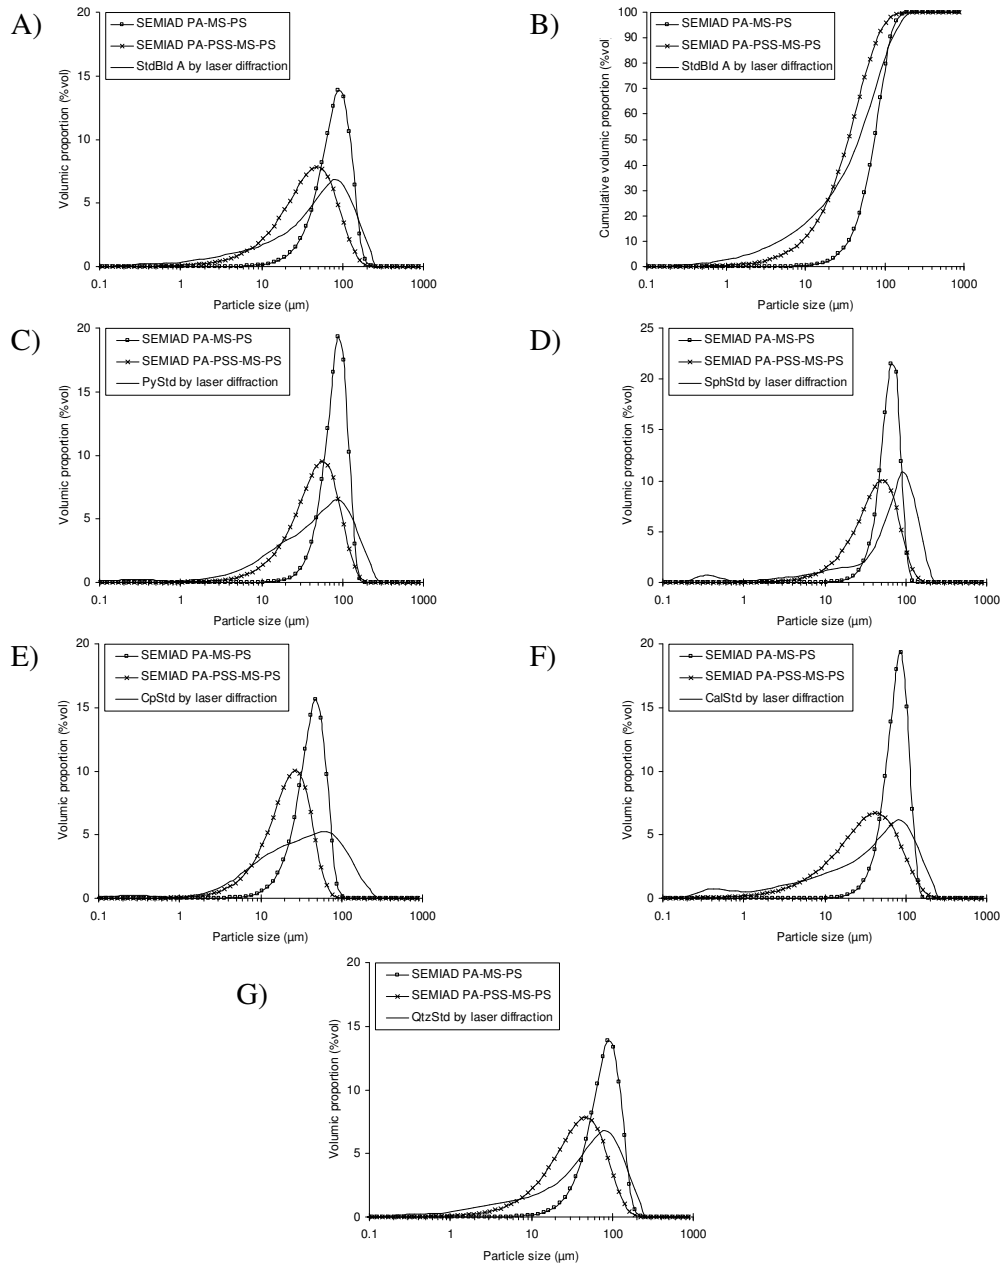 A)
SEMIAD PA-MS-PS
SEMIAD PA-PSS-MS-PS
StdBld A by laser diffraction
Volumic proportion (%vol)
20
15
10
5
0
0.1 1 10 100 1000
Particle size (µm)
B)
SEMIAD PA-MS-PS
SEMIAD PA-PSS-MS-PS
StdBld A by laser diffraction
Cumulative volumic proportion (%vol)
100
90
80
70
60
50
40
30
20
10
0
0.1 1 10 100 1000
Particle size (µm)
C)
SEMIAD PA-MS-PS
SEMIAD PA-PSS-MS-PS
PyStd by laser diffraction
Volumic proportion (%vol)
20
15
10
5
0
0.1 1 10 100 1000
Particle size (µm)
D)
SEMIAD PA-MS-PS
SEMIAD PA-PSS-MS-PS
SphStd by laser diffraction
Volumic proportion (%vol)
25
20
15
10
5
0
0.1 1 10 100 1000
Particle size (µm)
E)
SEMIAD PA-MS-PS
SEMIAD PA-PSS-MS-PS
CpStd by laser diffraction
Volumic proportion (%vol)
20
15
10
5
0
0.1 1 10 100 1000
Particle size (µm)
F)
SEMIAD PA-MS-PS
SEMIAD PA-PSS-MS-PS
CalStd by laser diffraction
Volumic proportion (%vol)
20
15
10
5
0
0.1 1 10 100 1000
Particle size (µm)
G)
SEMIAD PA-MS-PS
SEMIAD PA-PSS-MS-PS
QtzStd by laser diffraction
Volumic proportion (%vol)
20
15
10
5
0
0.1 1 10 100 1000
Particle size (µm)